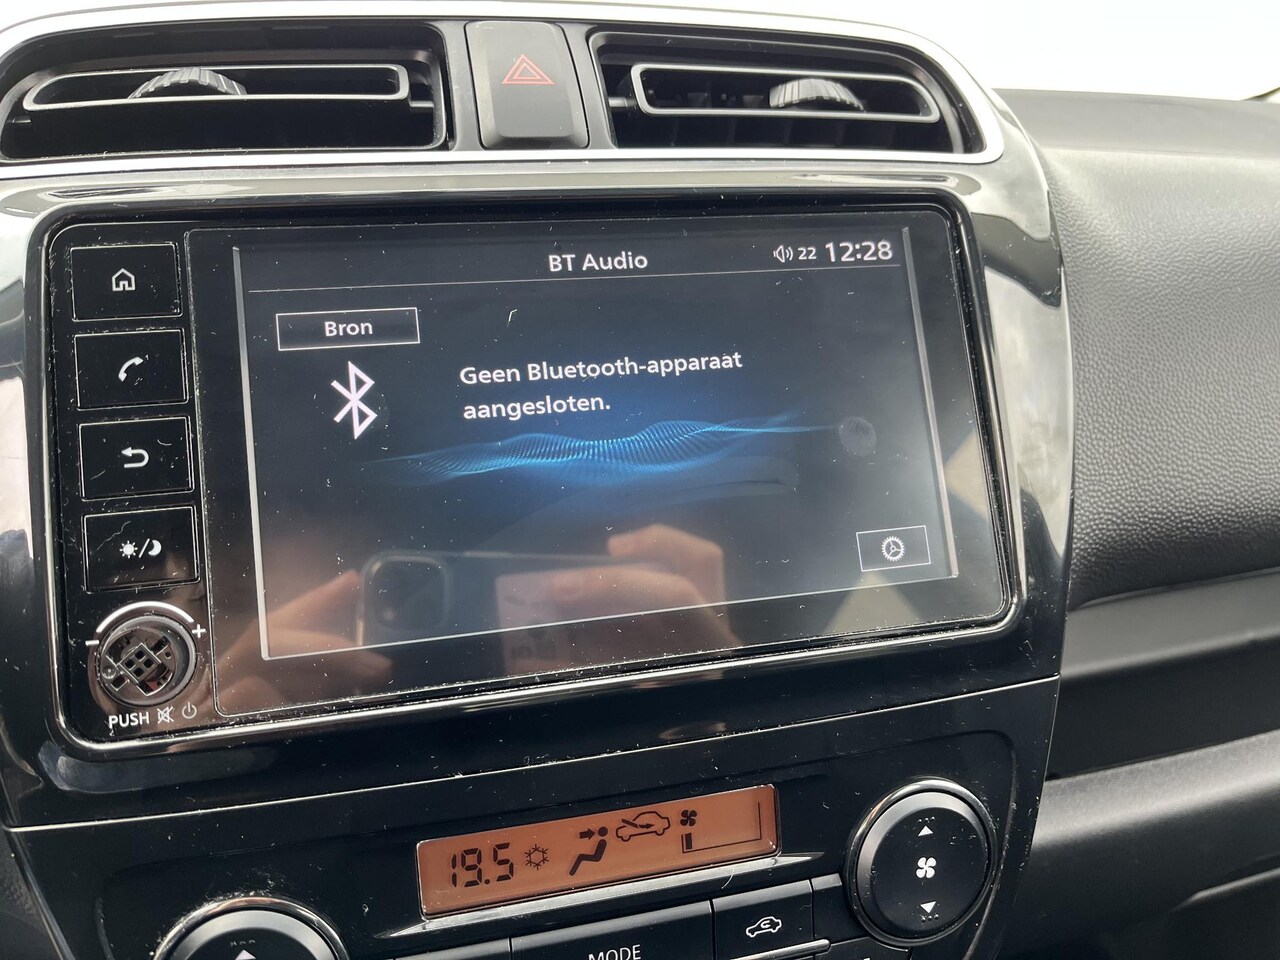 BT Audio
22 12:28
Bron
Geen Bluetooth-apparaat
aangesloten.
- +
PUSH
19.5
MODE